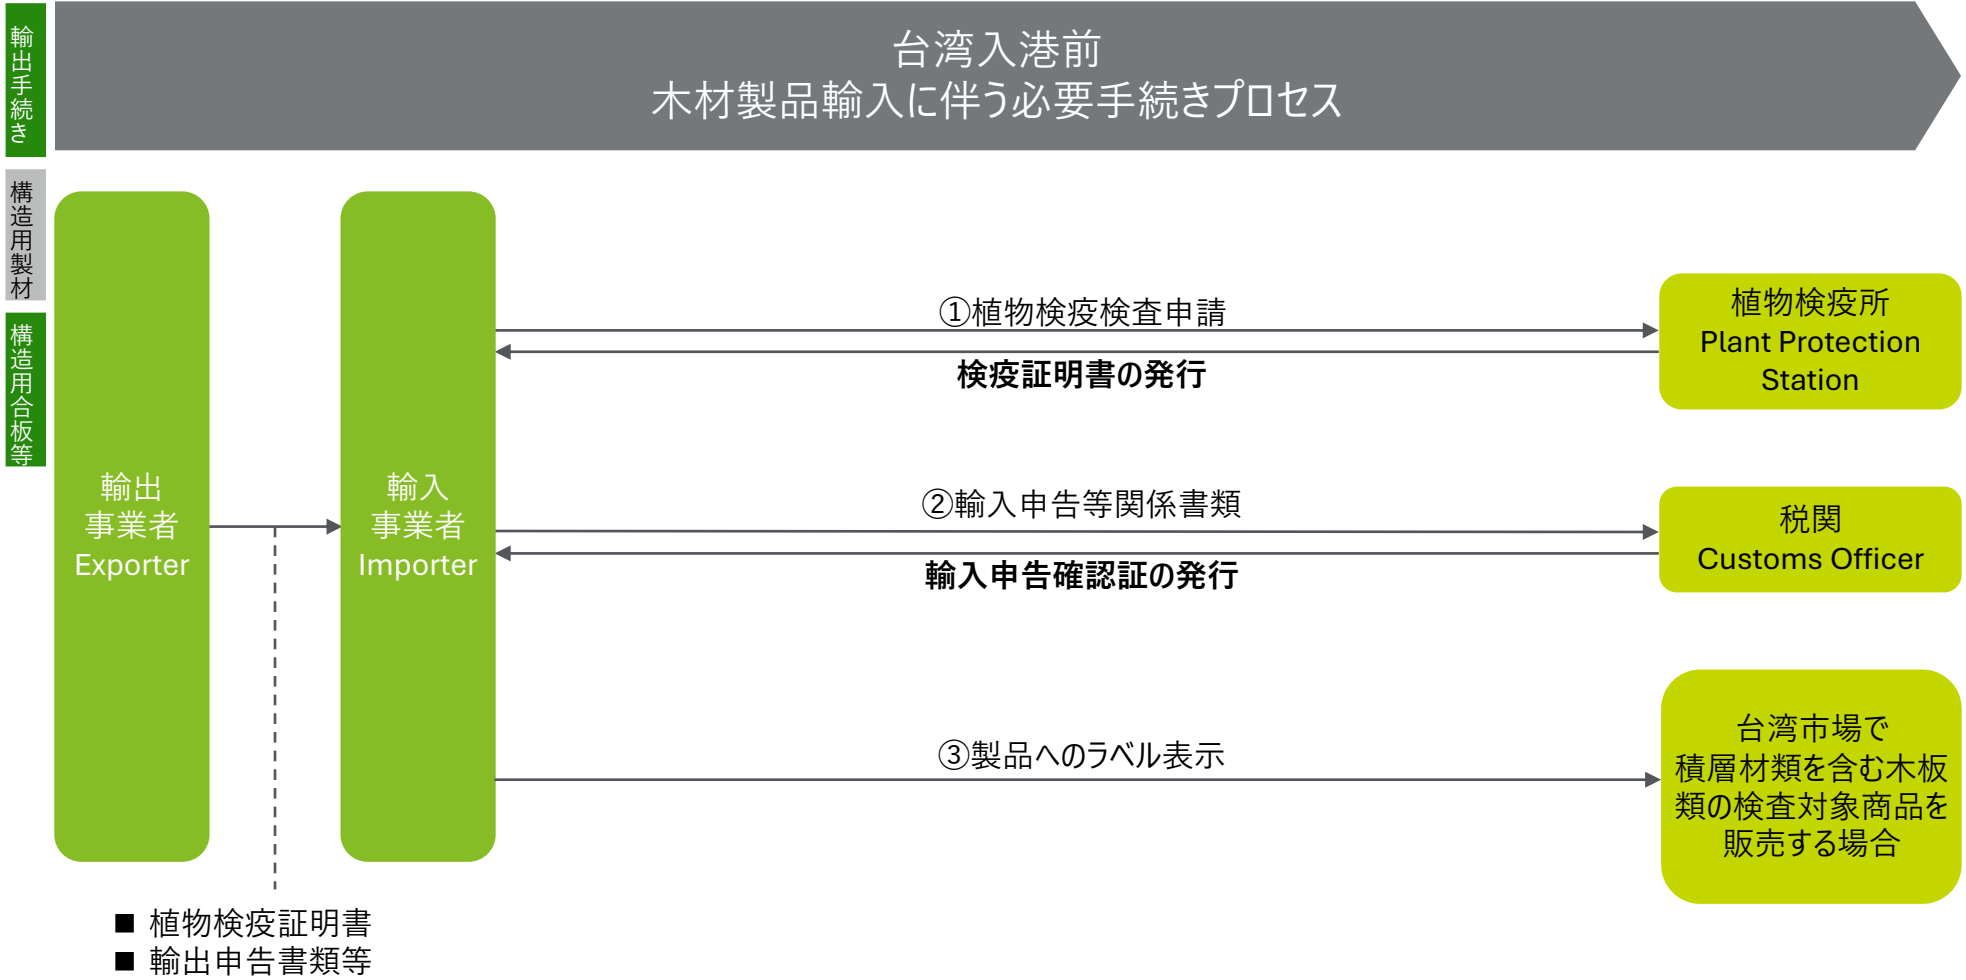 輸出手続き
台湾入港前
木材製品輸入に伴う必要手続きプロセス
構造用製材
構造用合板等
輸出
事業者
Exporter
輸入
事業者
Importer
①植物検疫検査申請
検疫証明書の発行
植物検疫所
Plant Protection
Station
②輸入申告等関係書類
輸入申告確認証の発行
税関
Customs Officer
③製品へのラベル表示
台湾市場で
積層材類を含む木板
類の検査対象商品を
販売する場合
■ 植物検疫証明書
■ 輸出申告書類等